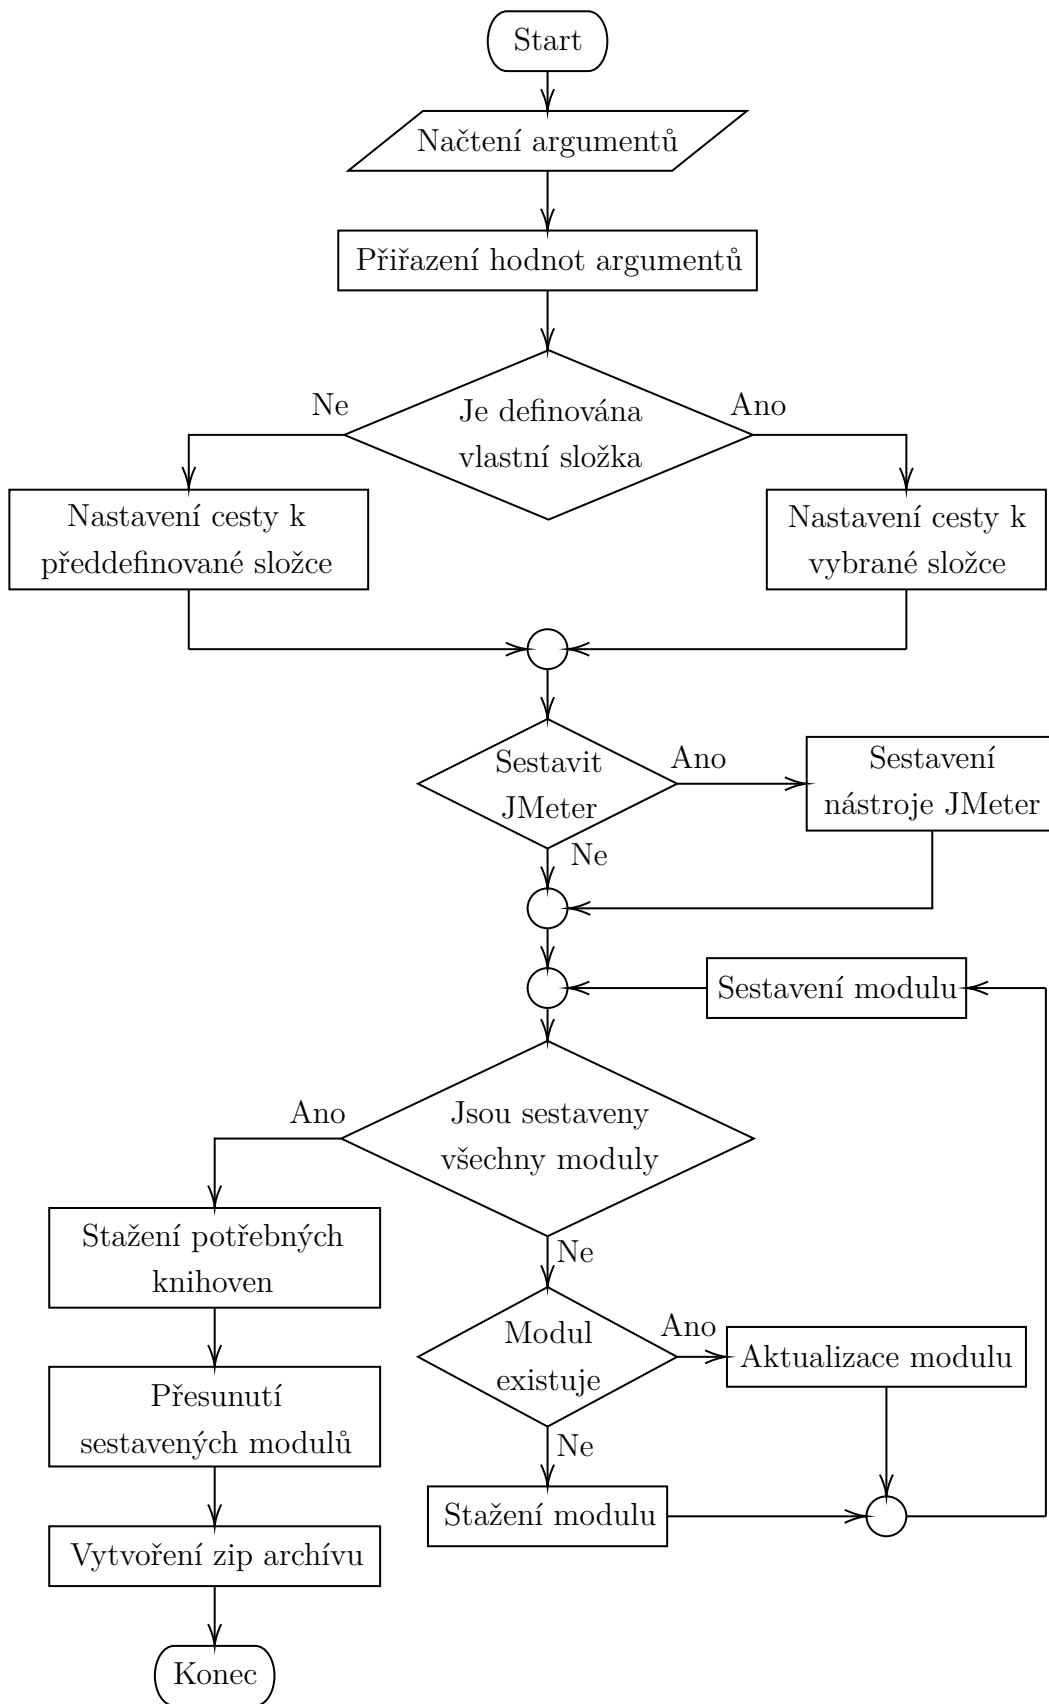 Start
Načtení argumentů
Přiřazení hodnot argumentů
Ne
Je definována
vlastní složka
Ano
Nastavení cesty k
předdefinované složce
Nastavení cesty k
vybrané složce
Sestavit
JMeter
Ano
Sestavení
nástroje JMeter
Ne
Sestavení modulu
Ano
Jsou sestaveny
všechny moduly
Stažení potřebných
knihoven
Ne
Modul
existuje
Ano
Aktualizace modulu
Přesunutí
sestavených modulů
Ne
Stažení modulu
Vytvoření zip archívu
Konec